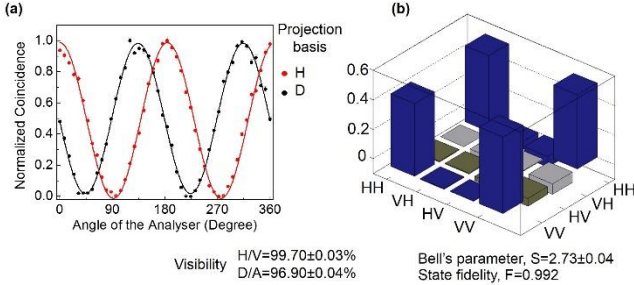 (a)
Projection
basis
H
D
Normalized Coincidence
1.0
0.8
0.6
0.4
0.2
0.0
0 90 180 270 360
Angle of the Analyser (Degree)
Visibility
H/V=99.70±0.03%
D/A=96.90±0.04%
(b)
0.6
0.4
0.2
0
HH
VH
HV
VV
VV
HV
VH
HH
Bell's parameter, S=2.73±0.04
State fidelity, F=0.992